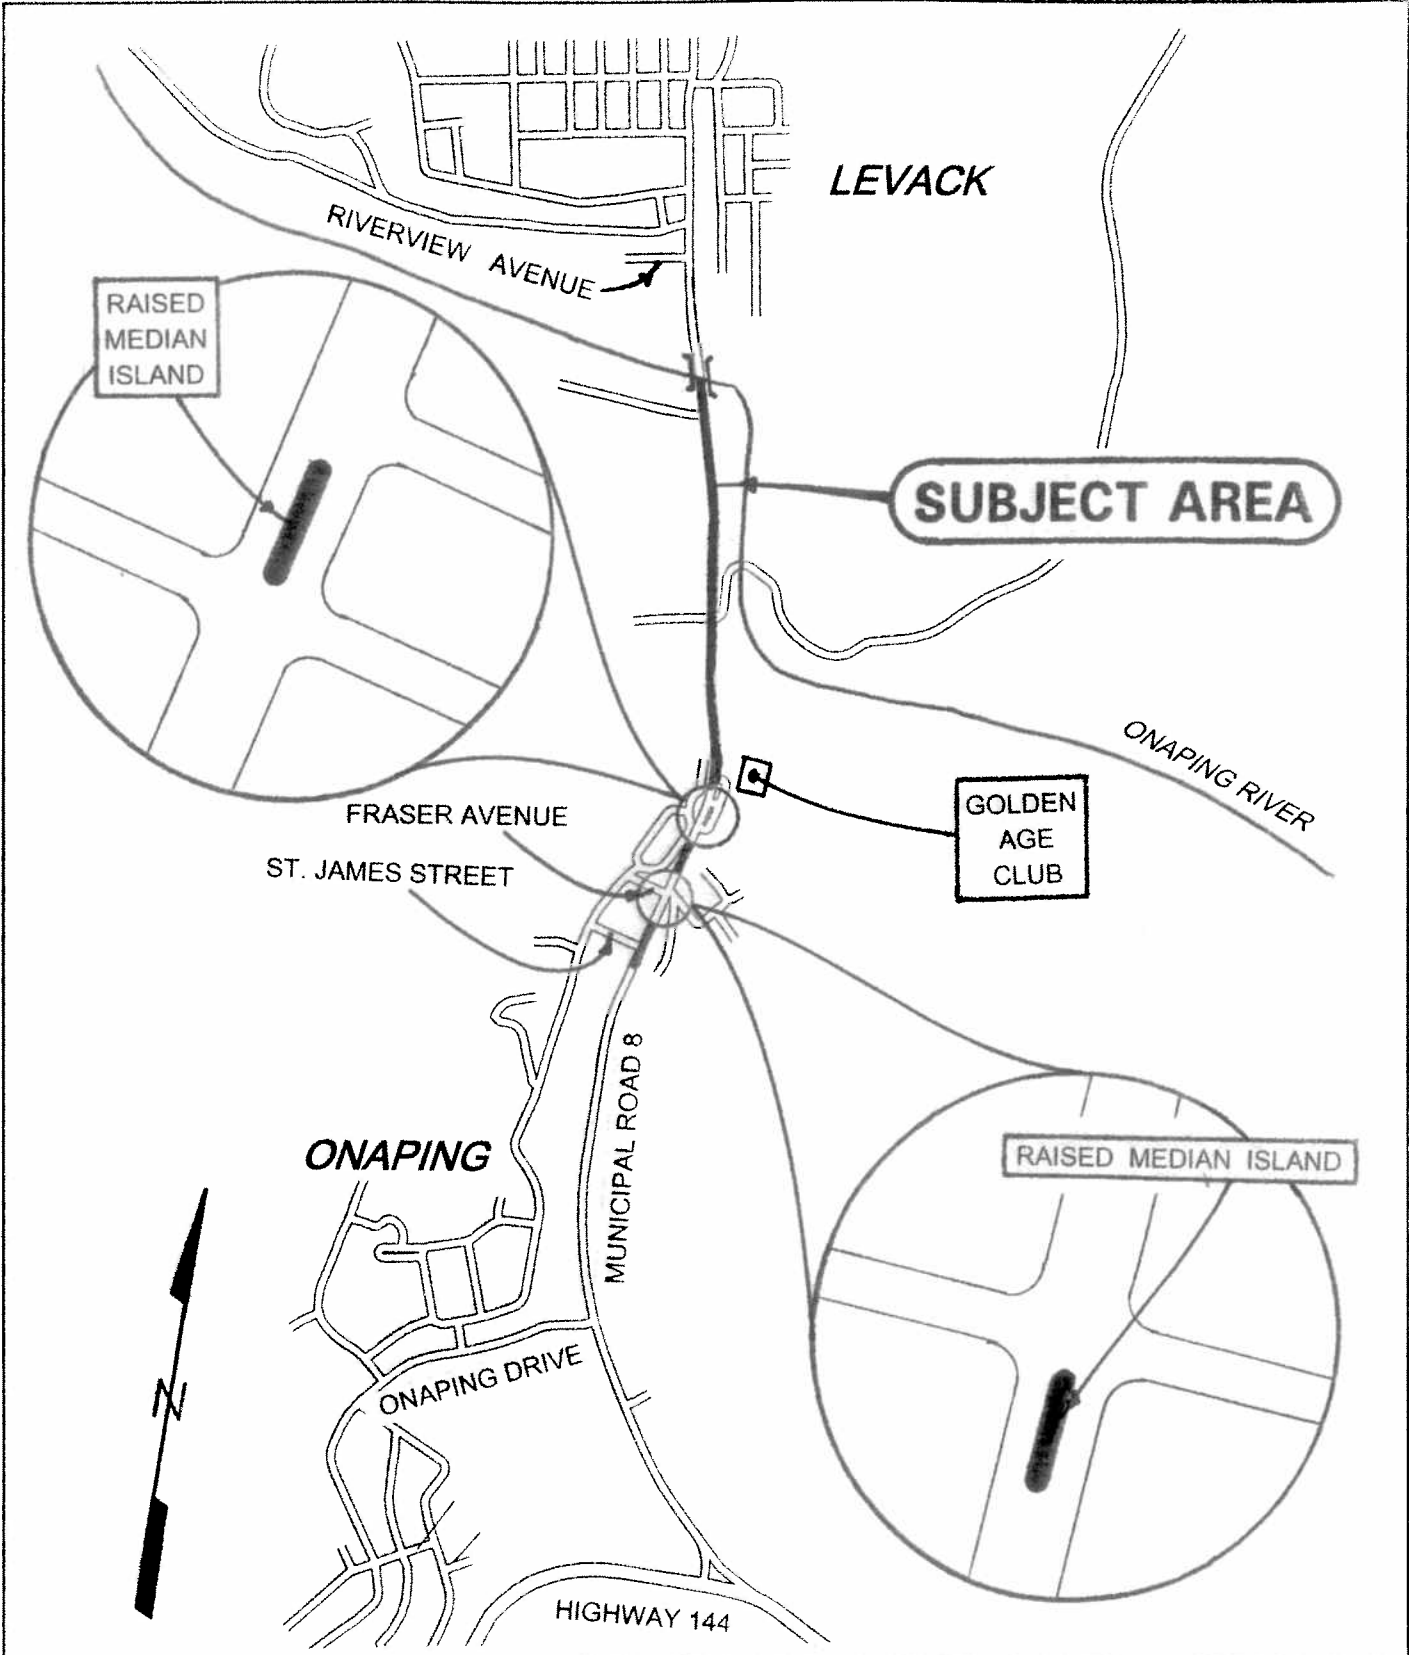 LEVACK
RIVERVIEW AVENUE
RAISED
MEDIAN
ISLAND
SUBJECT AREA
ONAPING RIVER
GOLDEN
AGE
CLUB
FRASER AVENUE
ST. JAMES STREET
MUNICIPAL ROAD 8
ONAPING
RAISED MEDIAN ISLAND
N
ONAPING DRIVE
HIGHWAY 144